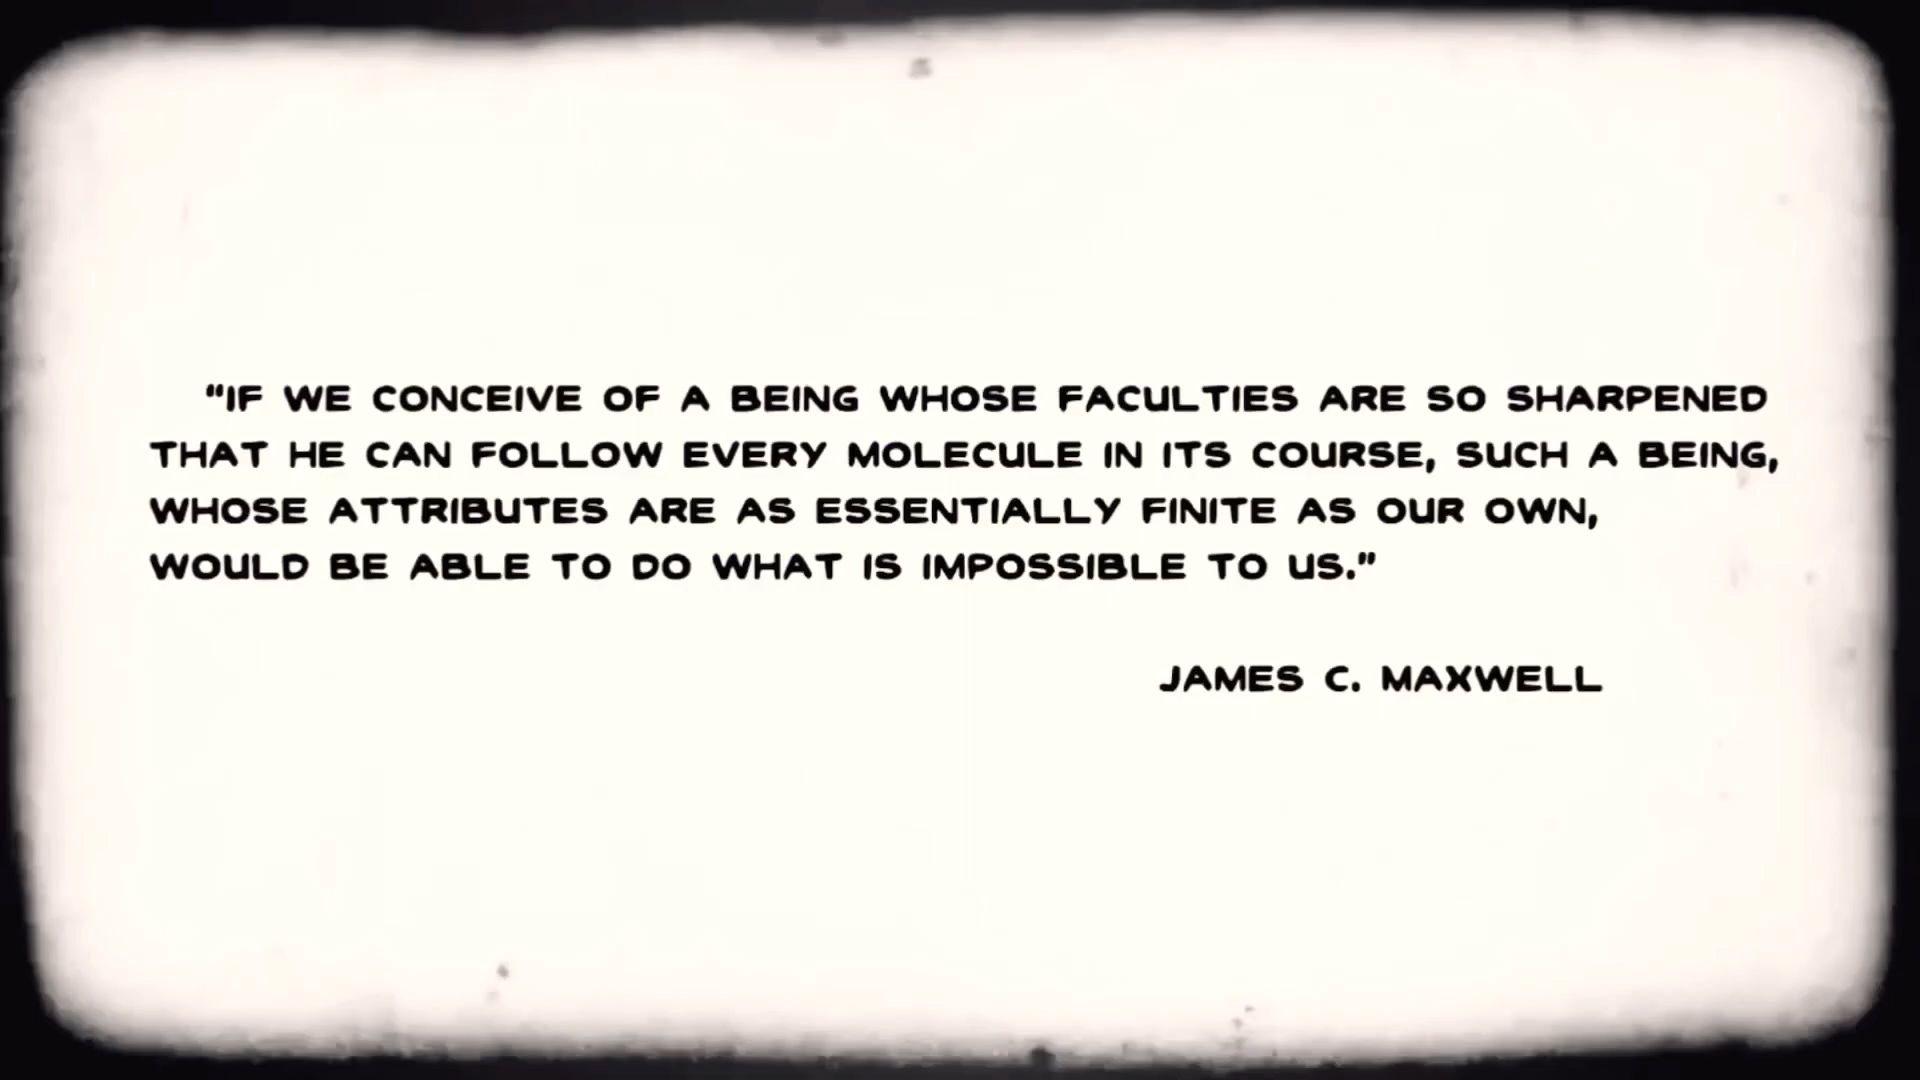 “IF WE CONCEIVE OF A BEING WHOSE FACULTIES ARE SO SHARPENED
THAT HE CAN FOLLOW EVERY MOLECULE IN ITS COURSE, SUCH A BEING,
WHOSE ATTRIBUTES ARE AS ESSENTIALLY FINITE AS OUR OWN,
WOULD BE ABLE TO DO WHAT IS IMPOSSIBLE TO US.”
JAMES C. MAXWELL